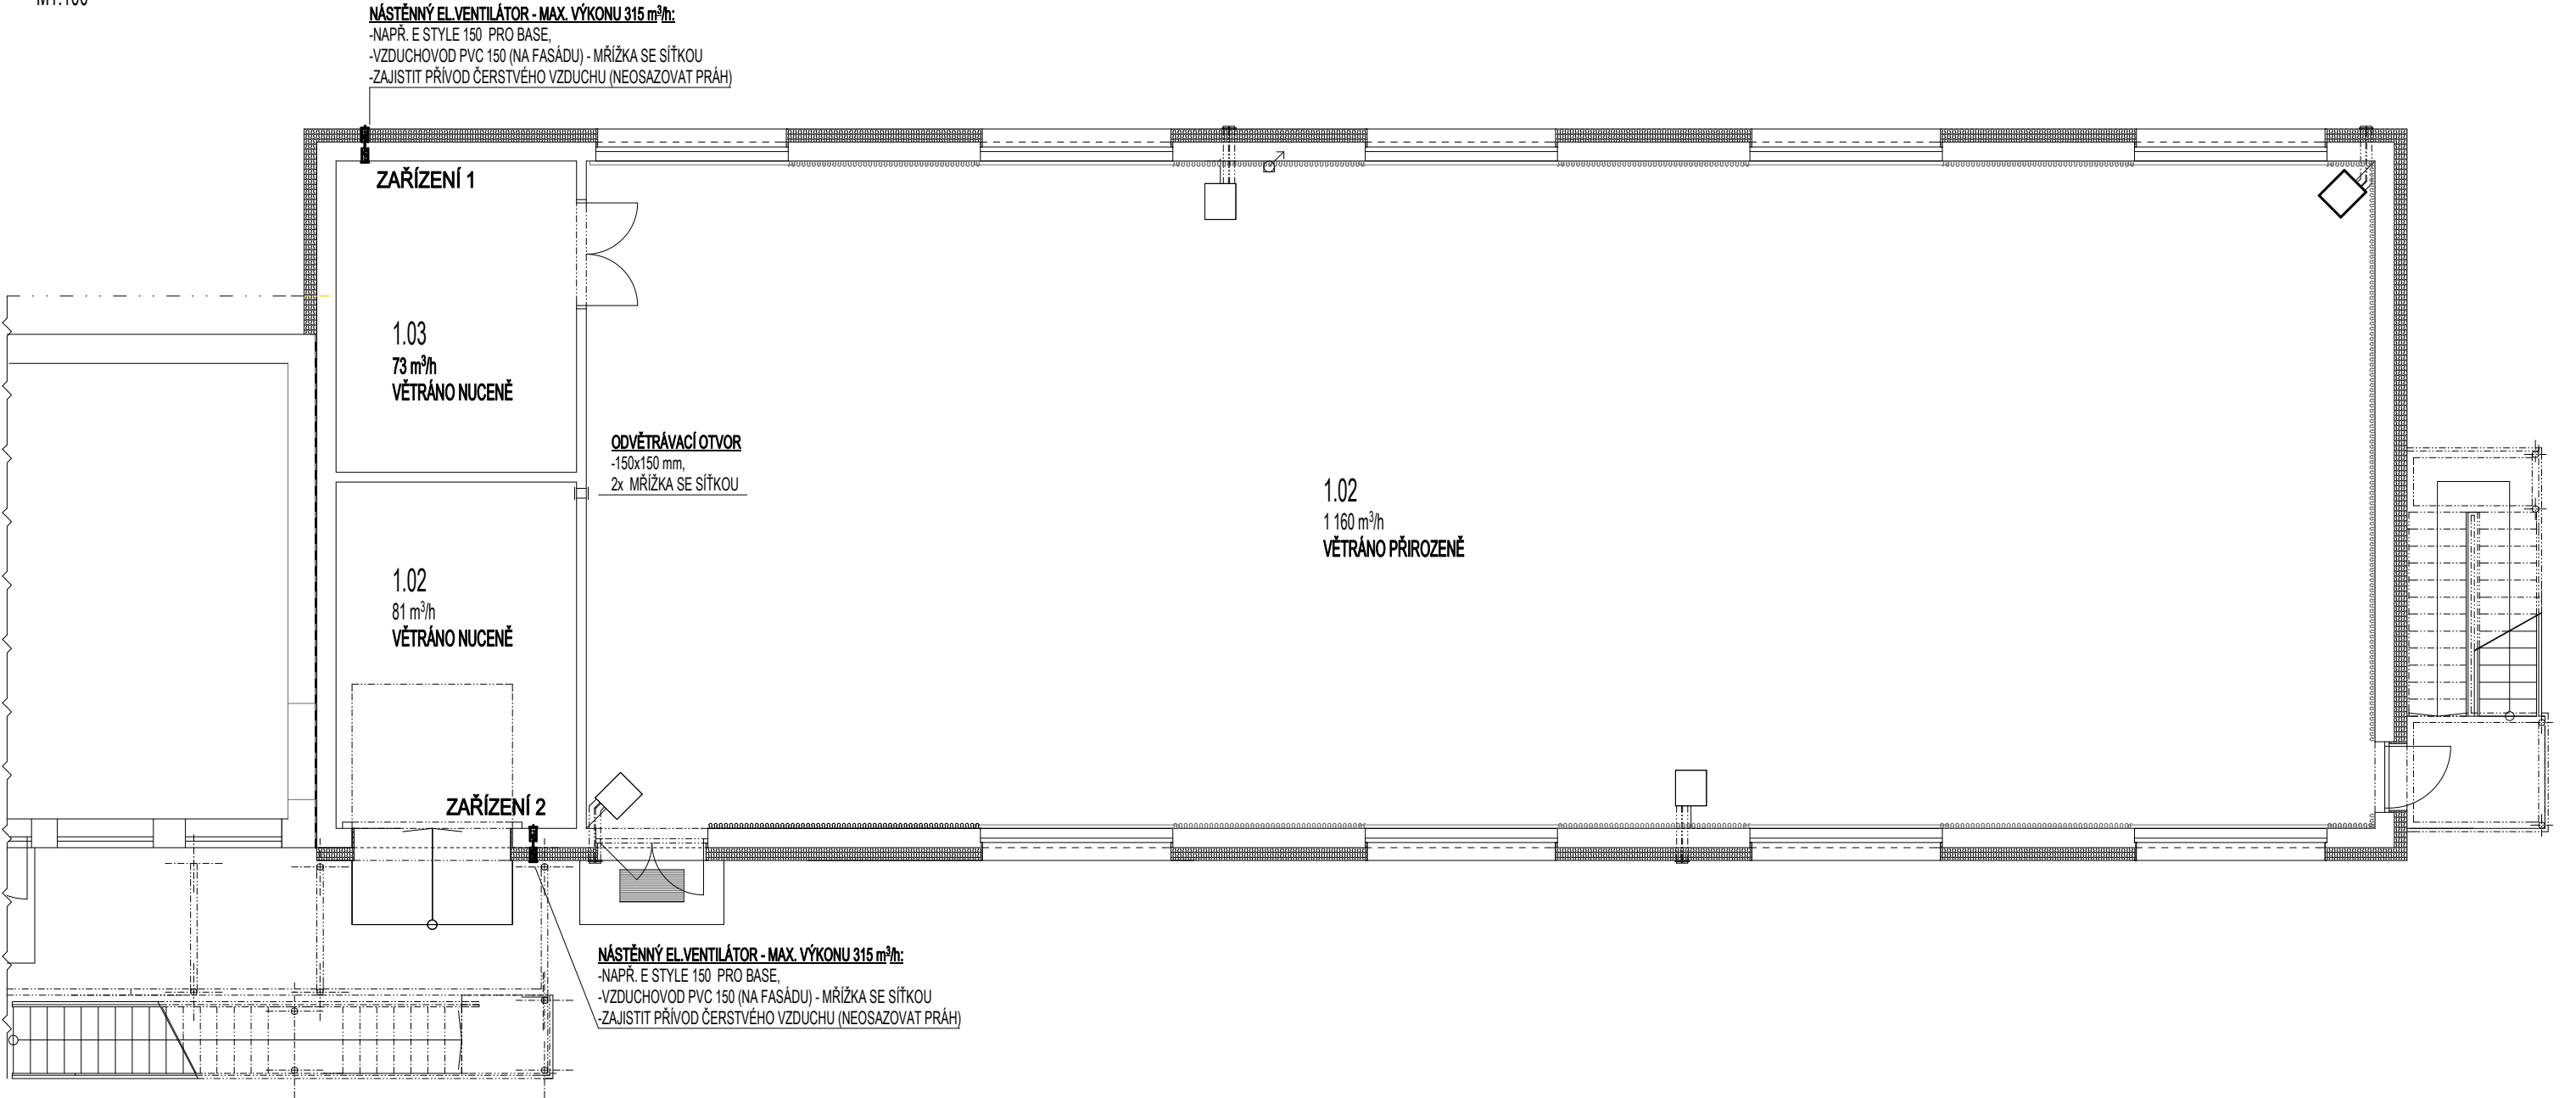 NÁSTĚNNÝ EL.VENTILÁTOR - MAX. VÝKONU 315 m³/h:
-NAPŘ. E STYLE 150 PRO BASE,
-VZDUCHOVOD PVC 150 (NA FASÁDU) - MŘÍŽKA SE SÍŤKOU
-ZAJISTIT PŘÍVOD ČERSTVÉHO VZDUCHU (NEOSAZOVAT PRÁH)
ZAŘÍZENÍ 1
1.03
73 m³/h
VĚTRÁNO NUCENĚ
ODVĚTRÁVACÍ OTVOR
-150x150 mm,
2x MŘÍŽKA SE SÍŤKOU
1.02
1 160 m³/h
VĚTRÁNO PŘIROZENĚ
1.02
81 m³/h
VĚTRÁNO NUCENĚ
ZAŘÍZENÍ 2
NÁSTĚNNÝ EL.VENTILÁTOR - MAX. VÝKONU 315 m³/h:
-NAPŘ. E STYLE 150 PRO BASE,
-VZDUCHOVOD PVC 150 (NA FASÁDU) - MŘÍŽKA SE SÍŤKOU
-ZAJISTIT PŘÍVOD ČERSTVÉHO VZDUCHU (NEOSAZOVAT PRÁH)